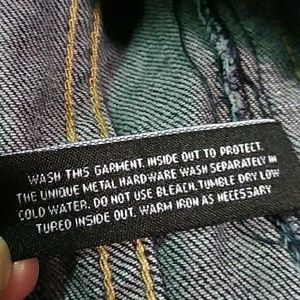 WASH THIS GARMENT. INSIDE OUT TO PROTECT.
THE UNIQUE METAL HARDWARE WASH SEPARATELY IN
COLD WATER. DO NOT USE BLEACH. TUMBLE DRY LOW
TURED INSIDE OUT. WARM IRON AS NECESSARY